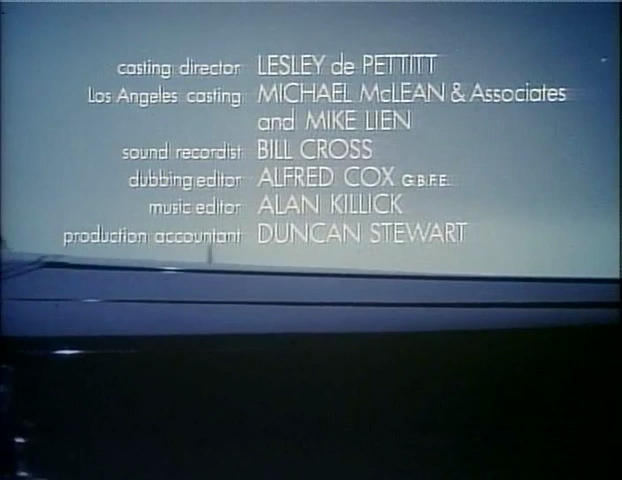 casting director LESLEY de PETTITT
Los Angeles casting MICHAEL McLEAN & Associates
and MIKE LIEN
sound recordist BILL CROSS
dubbing editor ALFRED COX G.B.F.E.
music editor ALAN KILLICK
production accountant DUNCAN STEWART